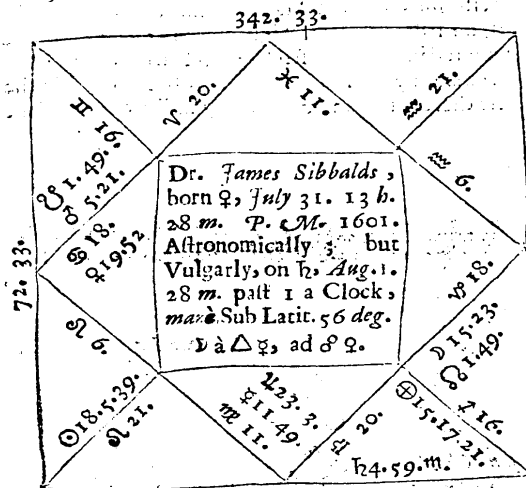 342. 33.
♈ 20.
♓ 11.
♒ 21.
♒ 6.
♊ 16.
☋ 1. 49.
♂ 5. 21.
♋ 18.
♀ 19. 52
72. 33.
Dr. James Sibbalds ,
born ♀, July 31. 13 h.
28 m. P. M. 1601.
Aſtronomically ; but
Vulgarly, on ♄, Aug. 1.
28 m. paſt 1 a Clock ,
manè Sub Latit. 56 deg.
☽ à △ ☿, ad ☍ ♀.
♌ 6.
☉ 18. 5. 39.
♌ 21.
♃ 23. 3.
☿ 11. 49.
♍ 11.
♎ 20.
♄ 4. 59. ♏.
♐ 16.
⊕ 15. 17. 21.
☊ 1. 49.
☽ 15. 23.
♑ 18.